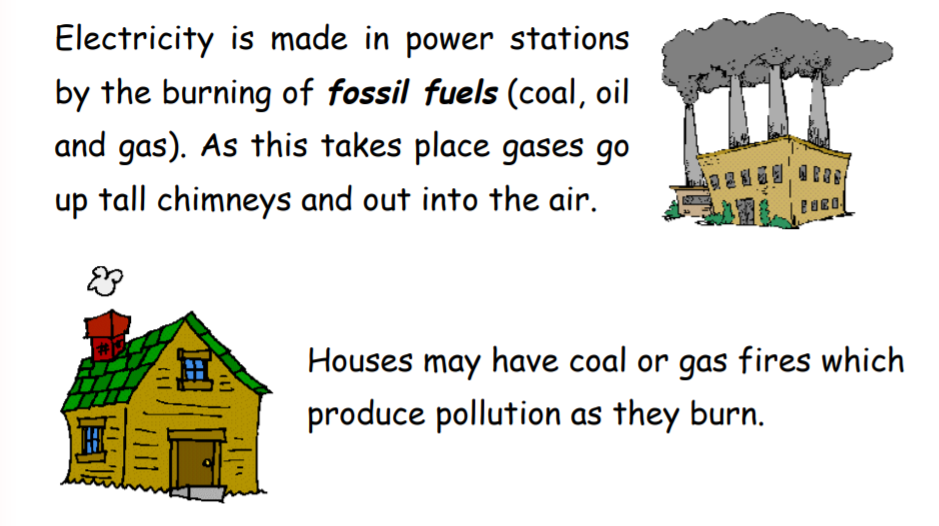 Electricity is made in power stations
by the burning of fossil fuels (coal, oil
and gas). As this takes place gases go
up tall chimneys and out into the air.
Houses may have coal or gas fires which
produce pollution as they burn.